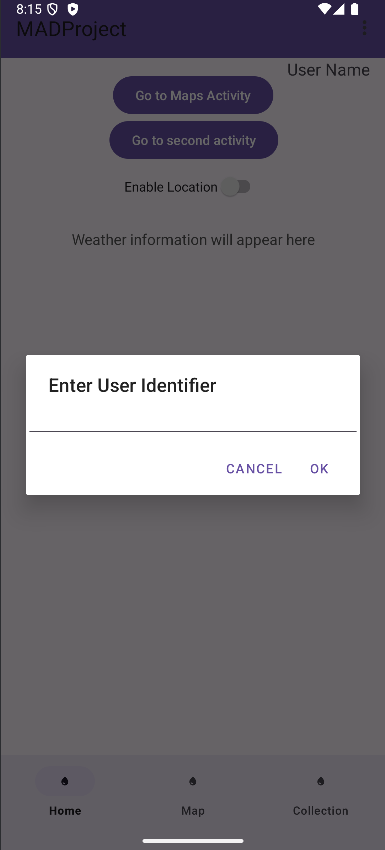 8:15
MADProject
User Name
Go to Maps Activity
Go to second activity
Enable Location
Weather information will appear here
Enter User Identifier
CANCEL OK
Home Map Collection